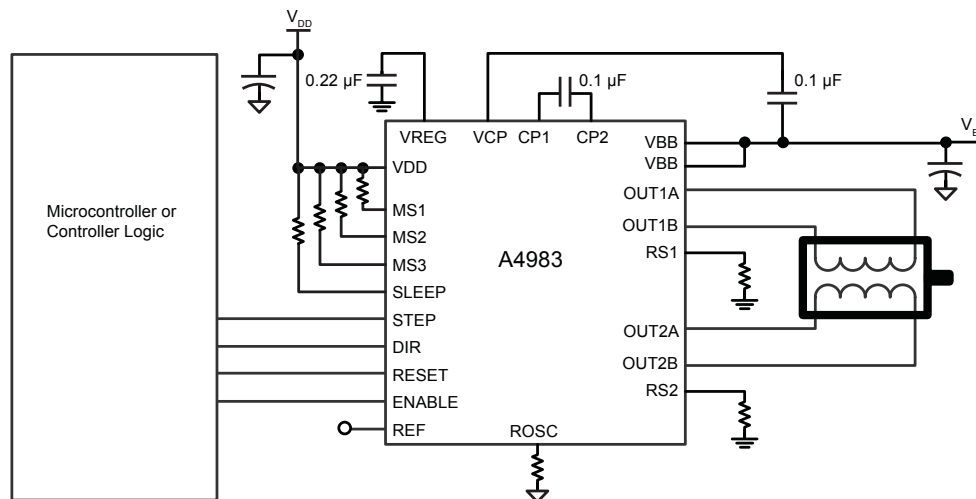 V_DD
0.22 µF
0.1 µF
0.1 µF
VREG
VCP
CP1
CP2
VBB
VBB
VDD
MS1
MS2
MS3
SLEEP
STEP
DIR
RESET
ENABLE
REF
Microcontroller or
Controller Logic
A4983
OUT1A
OUT1B
RS1
OUT2A
OUT2B
RS2
ROSC